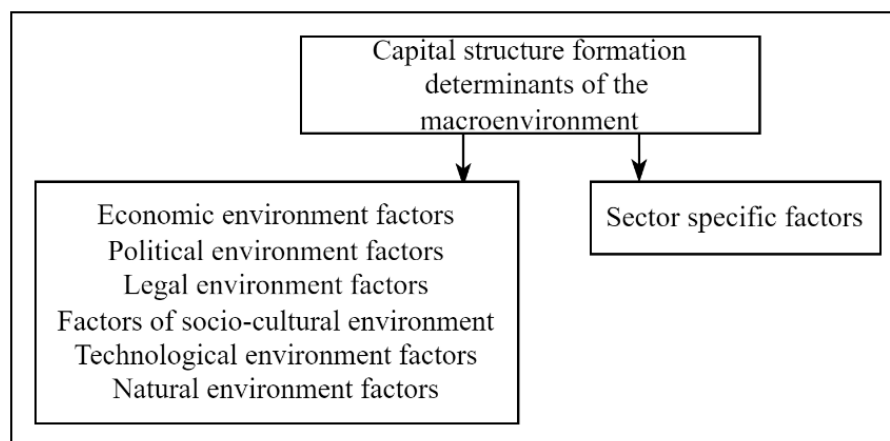 Capital structure formation
determinants of the
macroenvironment
Economic environment factors
Political environment factors
Legal environment factors
Factors of socio-cultural environment
Technological environment factors
Natural environment factors
Sector specific factors